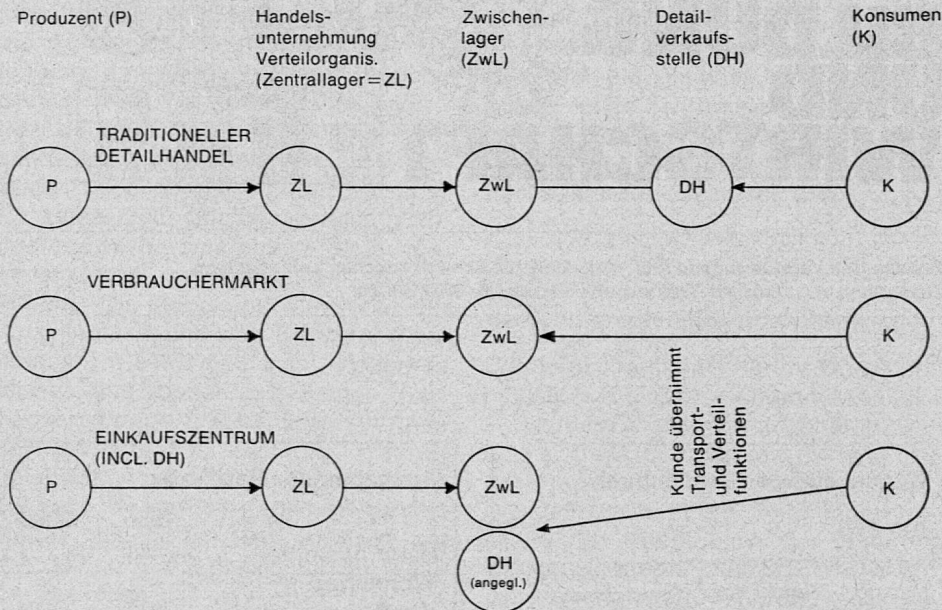 Produzent (P)
Handels-
unternehmung
Verteilorganis.
(Zentrallager=ZL)
Zwischen-
lager
(ZwL)
Detail-
verkaufs-
stelle (DH)
Konsumen
(K)
TRADITIONELLER
DETAILHANDEL
P
ZL
ZwL
DH
K
VERBRAUCHERMARKT
P
ZL
ZwL
K
Kunde übernimmt
Transport-
und Verteil-
funktionen
EINKAUFSZENTRUM
(INCL. DH)
P
ZL
ZwL
K
DH
(angegl.)